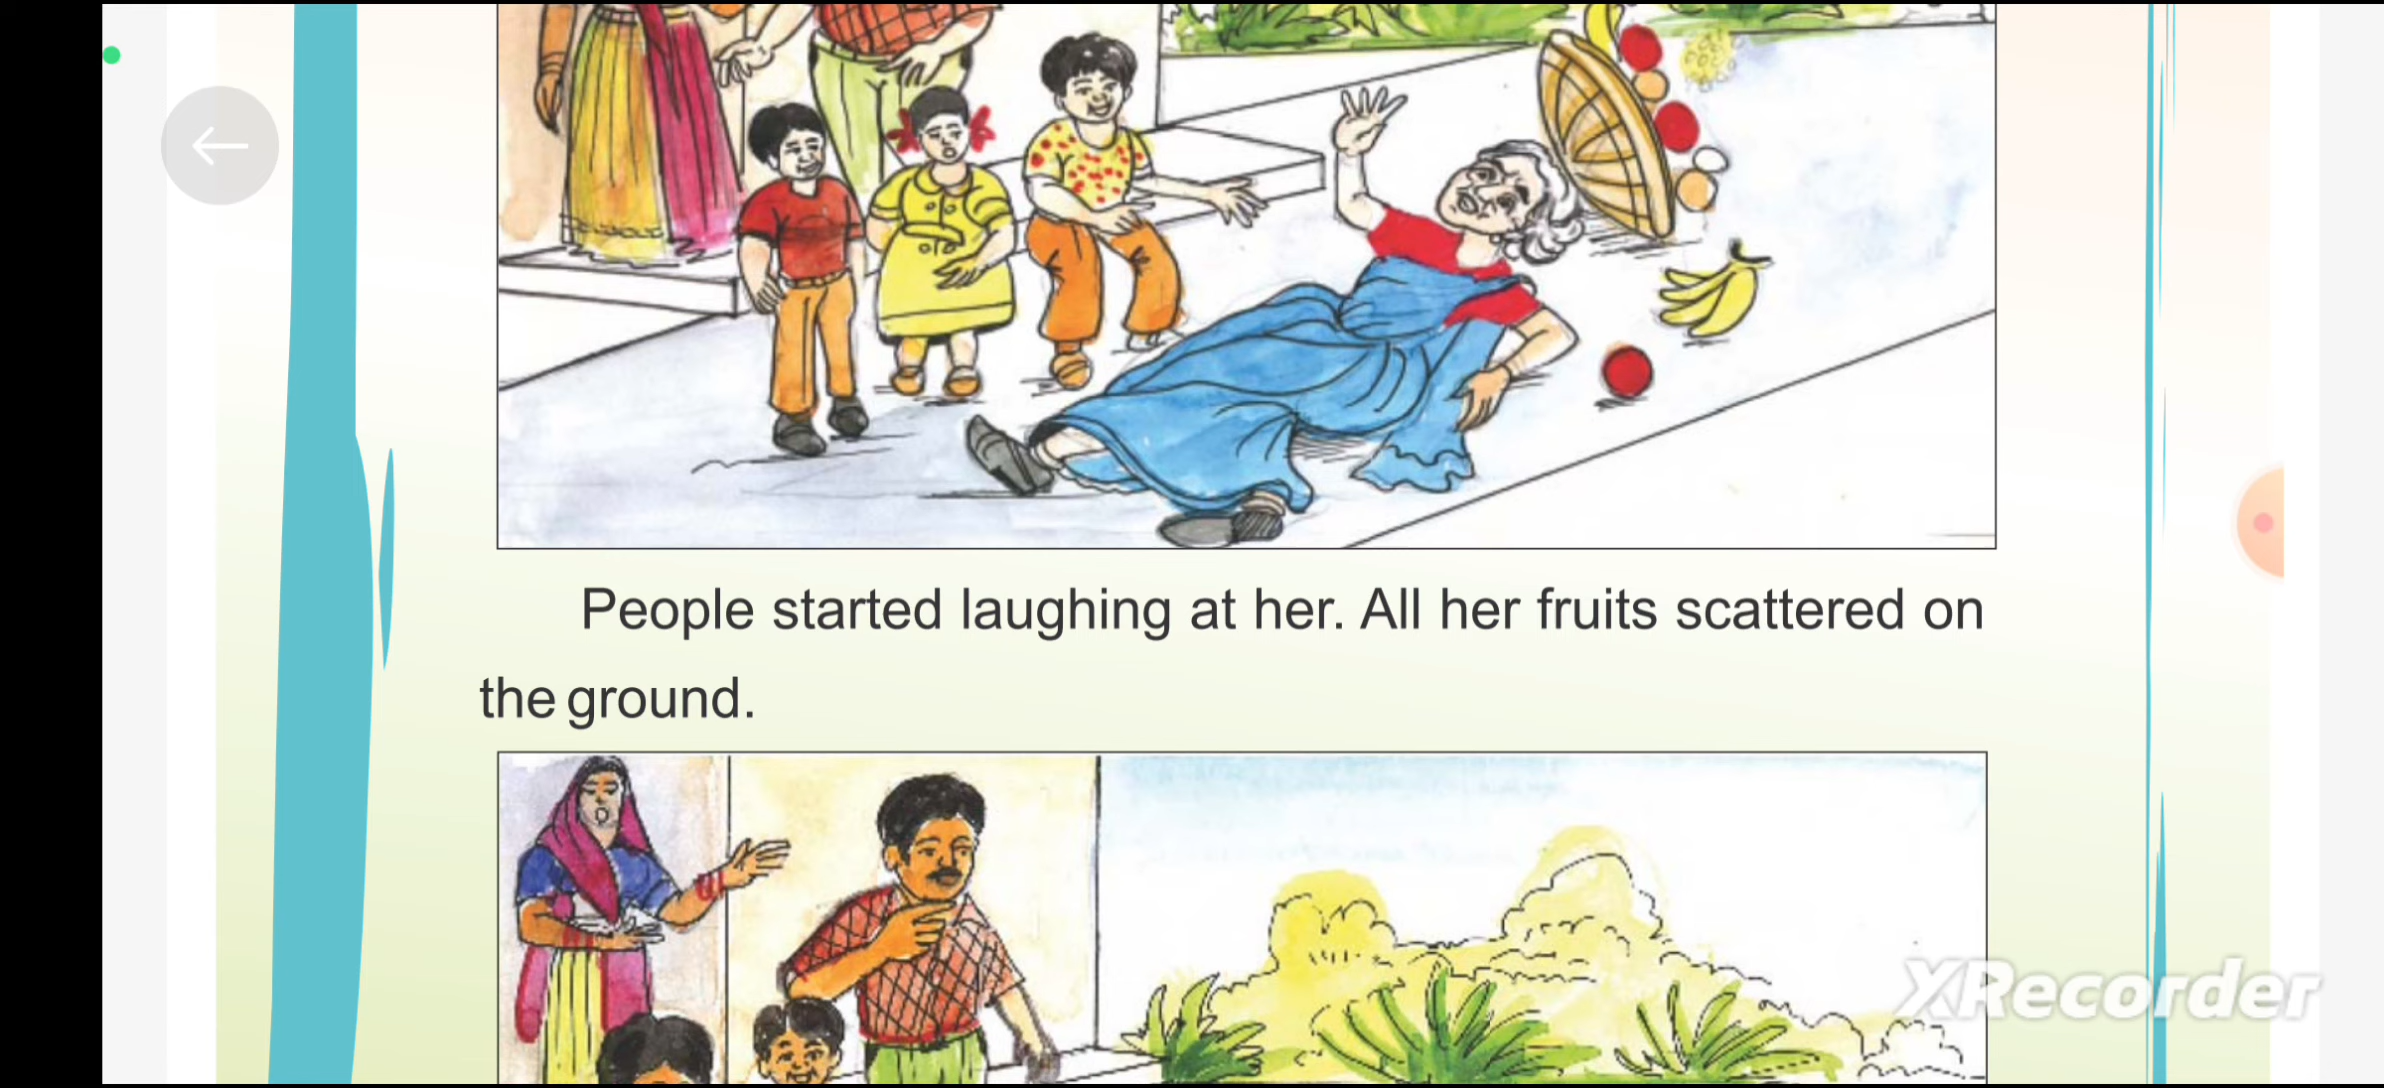 People started laughing at her. All her fruits scattered on
the ground.
XRecorder